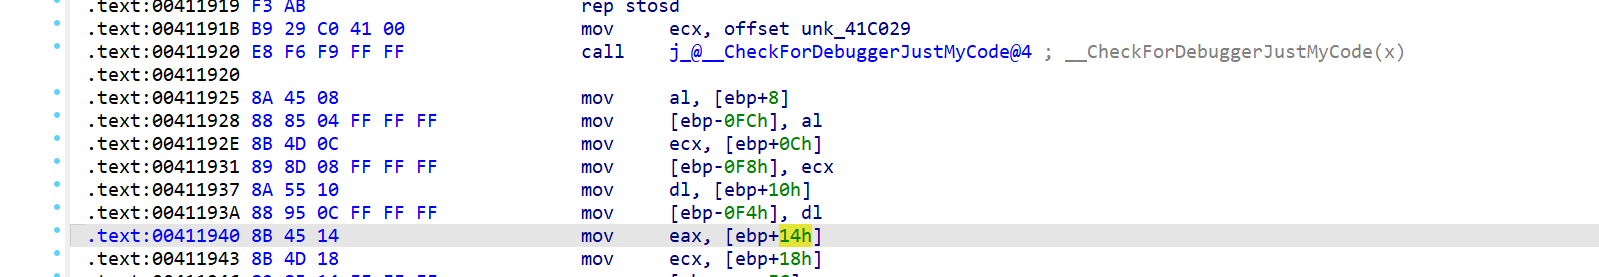 .text:00411919 F3 AB rep stosd
.text:0041191B B9 29 C0 41 00 mov ecx, offset unk_41C029
.text:00411920 E8 F6 F9 FF FF call j_@__CheckForDebuggerJustMyCode@4 ; __CheckForDebuggerJustMyCode(x)
.text:00411920
.text:00411925 8A 45 08 mov al, [ebp+8]
.text:00411928 88 85 04 FF FF FF mov [ebp-0FCh], al
.text:0041192E 8B 4D 0C mov ecx, [ebp+0Ch]
.text:00411931 89 8D 08 FF FF FF mov [ebp-0F8h], ecx
.text:00411937 8A 55 10 mov dl, [ebp+10h]
.text:0041193A 88 95 0C FF FF FF mov [ebp-0F4h], dl
.text:00411940 8B 45 14 mov eax, [ebp+14h]
.text:00411943 8B 4D 18 mov ecx, [ebp+18h]